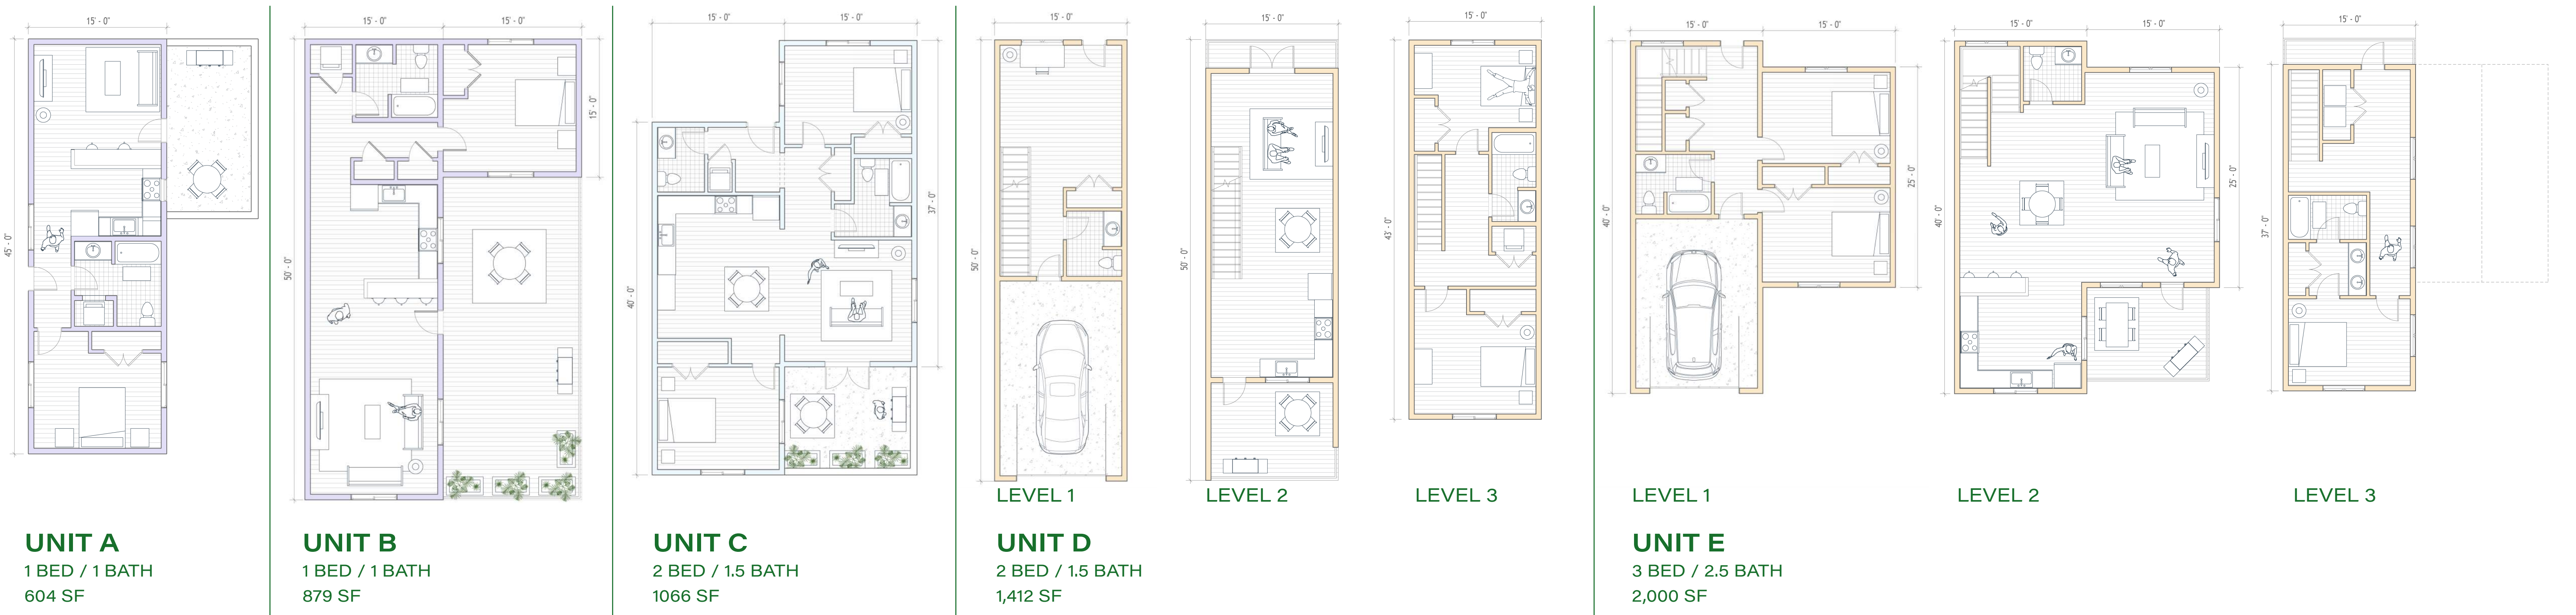 15' - 0"
45' - 0"
UNIT A
1 BED / 1 BATH
604 SF
15' - 0"
15' - 0"
15' - 0"
50' - 0"
UNIT B
1 BED / 1 BATH
879 SF
15' - 0"
15' - 0"
37' - 0"
40' - 0"
UNIT C
2 BED / 1.5 BATH
1066 SF
15' - 0"
50' - 0"
LEVEL 1
15' - 0"
50' - 0"
LEVEL 2
15' - 0"
43' - 0"
LEVEL 3
UNIT D
2 BED / 1.5 BATH
1,412 SF
15' - 0"
15' - 0"
40' - 0"
25' - 0"
LEVEL 1
15' - 0"
15' - 0"
40' - 0"
25' - 0"
LEVEL 2
15' - 0"
37' - 0"
LEVEL 3
UNIT E
3 BED / 2.5 BATH
2,000 SF